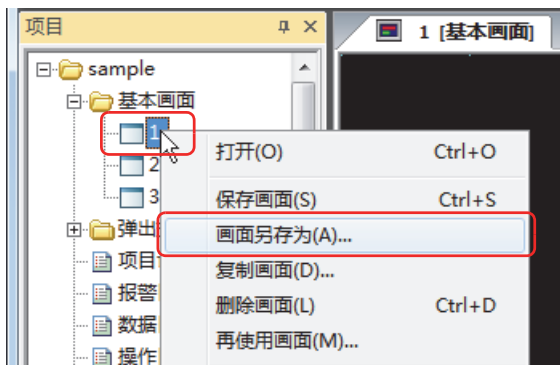 项目
1 [基本画面]
sample
基本画面
1
打开(O) Ctrl+O
2
保存画面(S) Ctrl+S
3
弹出
画面另存为(A)...
项目
复制画面(D)...
报警
删除画面(L) Ctrl+D
数据
再使用画面(M)...
操作